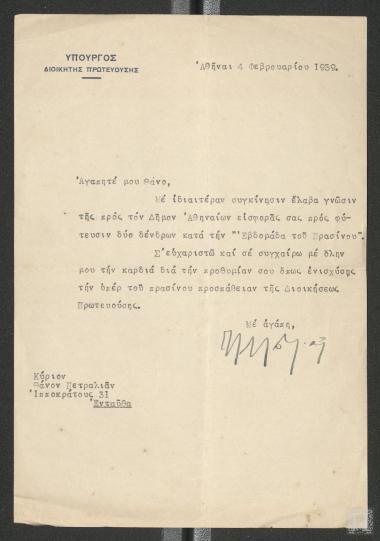 ΥΠΟΥΡΓΟΣ
ΔΙΟΙΚΗΤΗΣ ΠΡΩΤΕΥΟΥΣΗΣ
Ἀθῆναι 4 Φεβρουαρίου 1939.
Ἀγαπητέ μου Θάνο,
Μέ ἰδιαιτέραν συγκίνησιν ἔλαβα γνῶσιν
τῆς πρός τόν Δῆμον Ἀθηναίων εἰσφορᾶς σας πρός φύ-
τευσιν δύο δένδρων κατά τήν "Ἑβδομάδα τοῦ Πρασίνου".
Σ'εὐχαριστῶ καί σέ συγχαίρω μέ ὅλην
μου τήν καρδιά διά τήν προθυμίαν σου ὅπως ἐνισχύσης
τήν ὑπέρ τοῦ πρασίνου προσπάθειαν τῆς Διοικήσεως
Πρωτευούσης.
Μέ ἀγάπη,
Κύριον
Θάνον Πετραλιᾶν
Ἱπποκράτους 31
Ἐνταῦθα